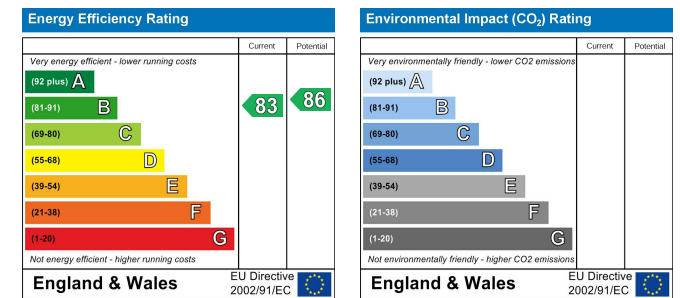 Energy Efficiency Rating
Current Potential
Very energy efficient - lower running costs
(92 plus) A
(81-91) B
83 86
(69-80) C
(55-68) D
(39-54) E
(21-38) F
(1-20) G
Not energy efficient - higher running costs
England & Wales
EU Directive
2002/91/EC
Environmental Impact (CO2) Rating
Current Potential
Very environmentally friendly - lower CO2 emissions
(92 plus) A
(81-91) B
(69-80) C
(55-68) D
(39-54) E
(21-38) F
(1-20) G
Not environmentally friendly - higher CO2 emissions
England & Wales
EU Directive
2002/91/EC